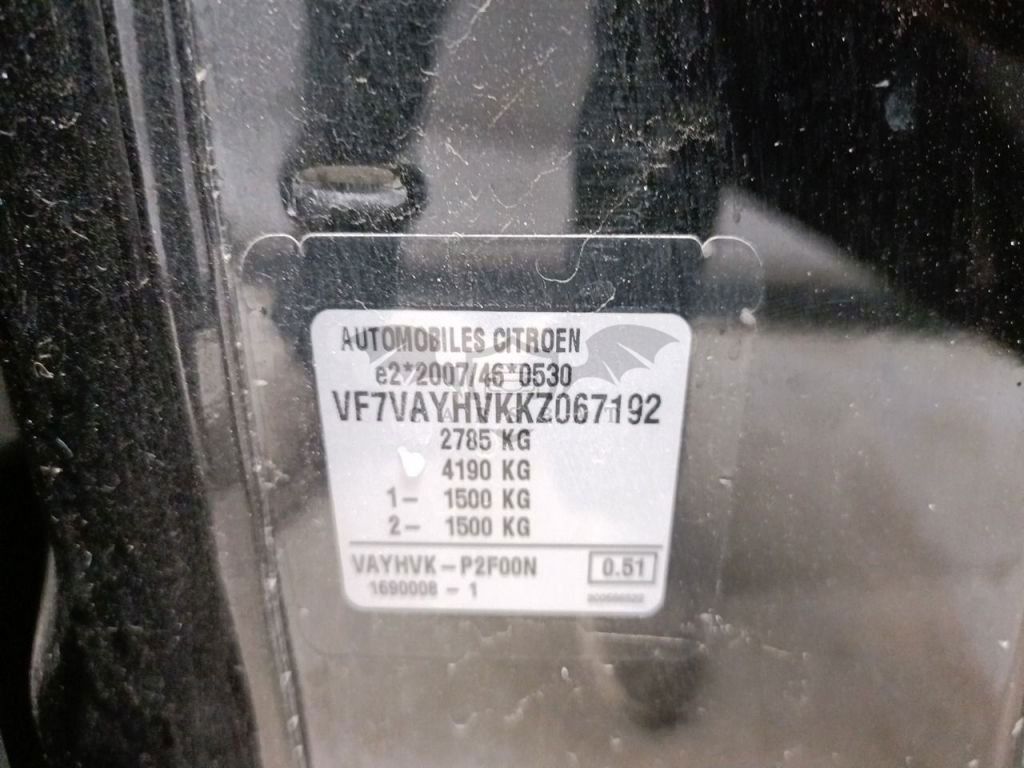 AUTOMOBILES CITROEN
e2*2007/46*0530
VF7VAYHVKKZ067192
2785 KG
4190 KG
1- 1500 KG
2- 1500 KG
VAYHVK-P2F00N 0.51
1690008 - 1